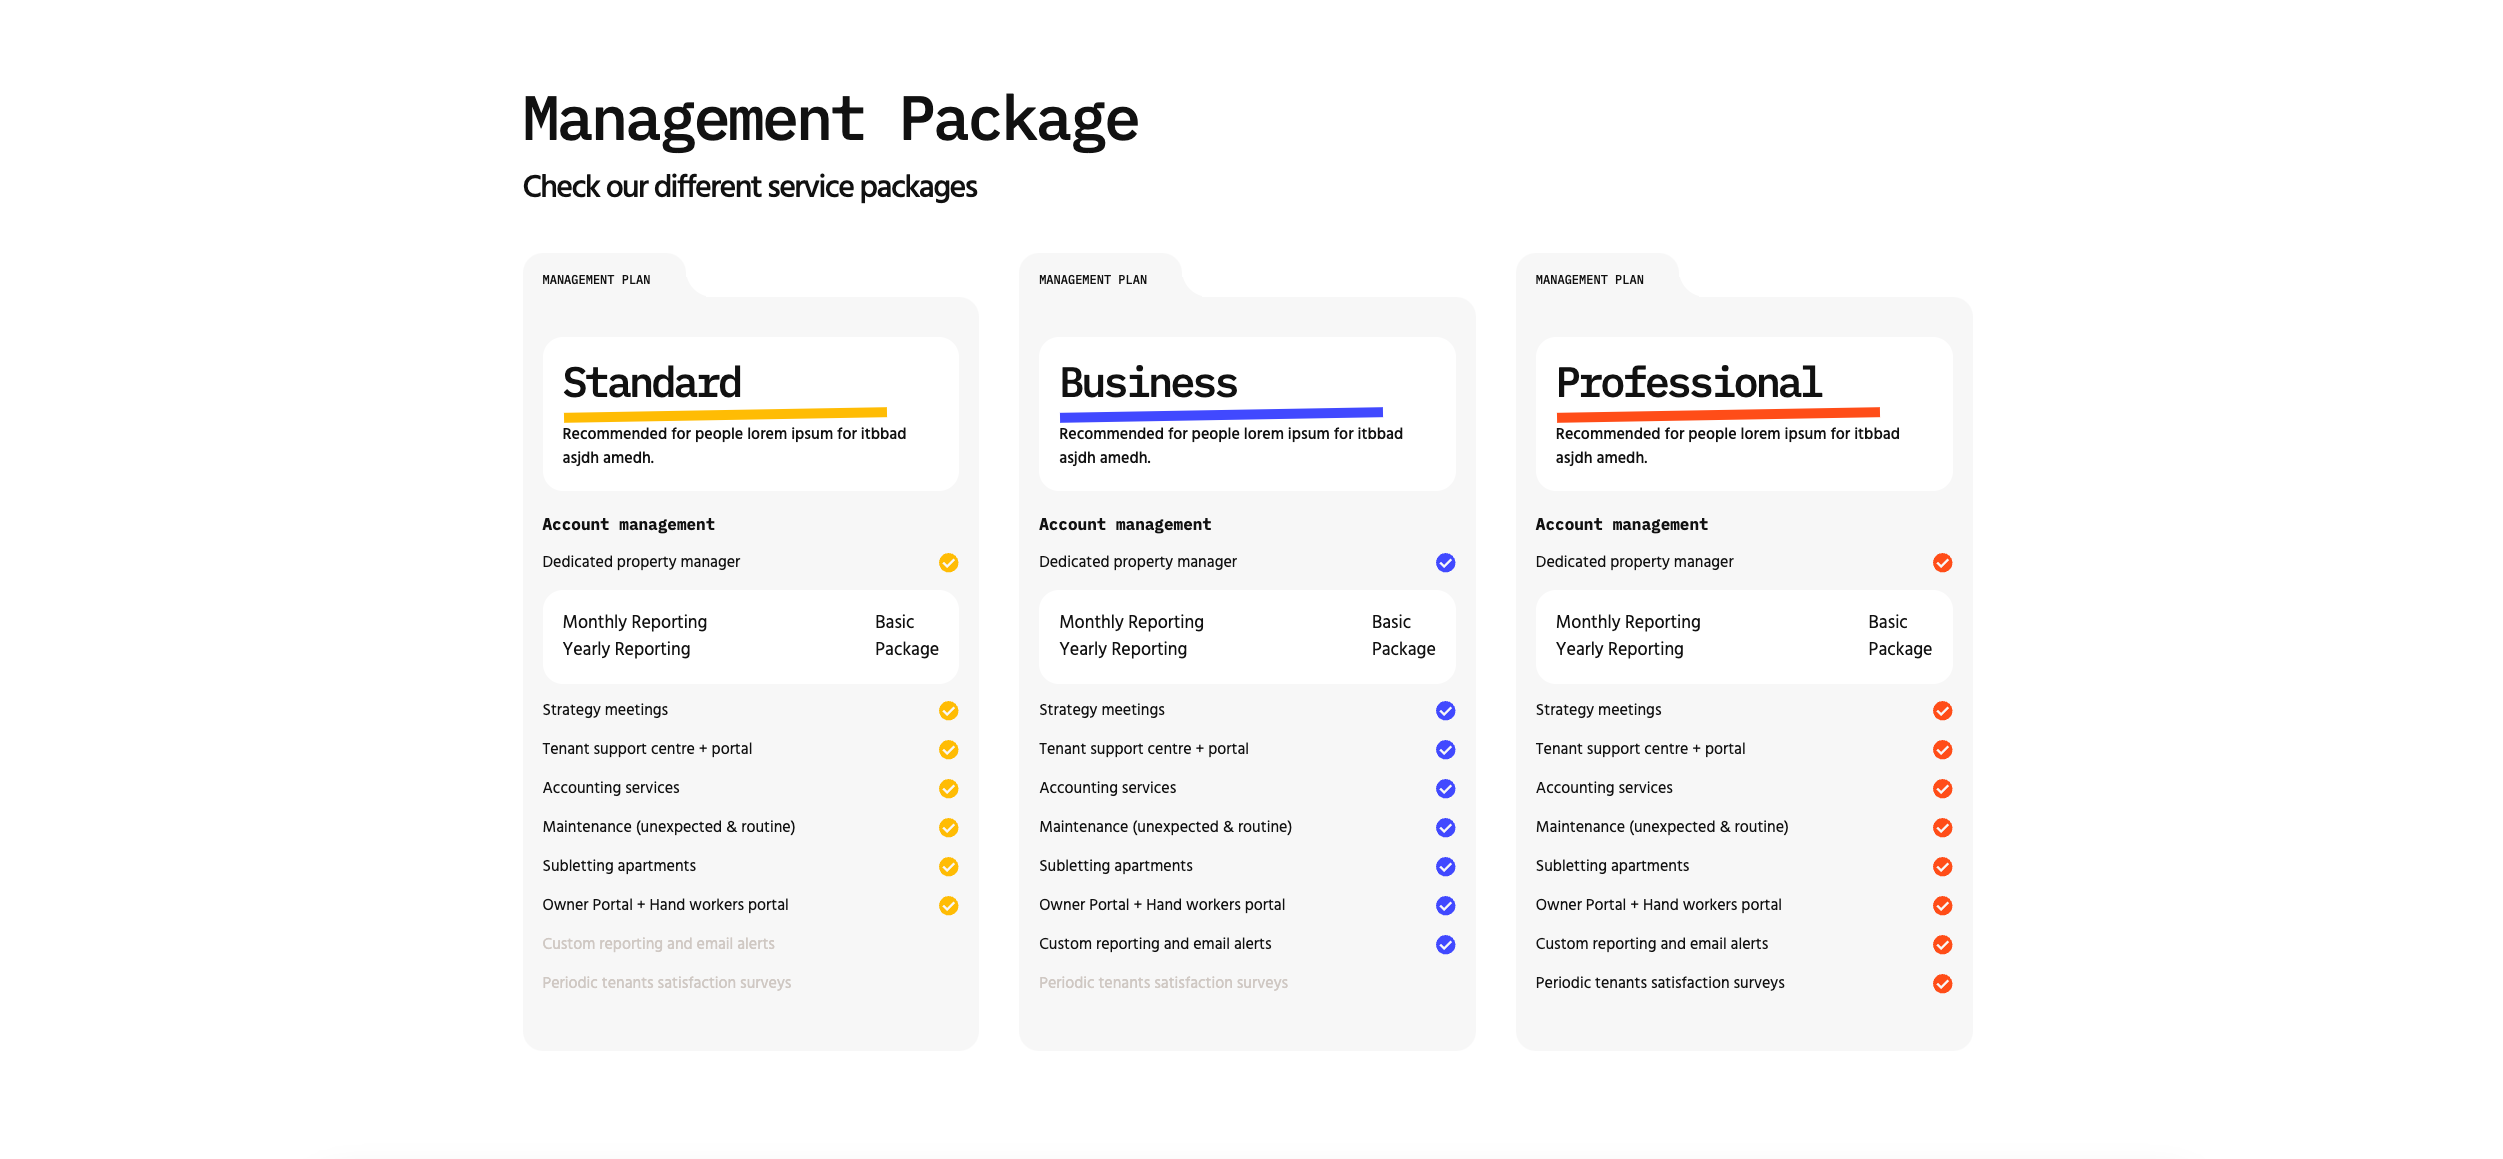 Management Package
Check our different service packages
MANAGEMENT PLAN
Standard
Recommended for people lorem ipsum for itbbad
asjdh amedh.
Account management
Dedicated property manager
Monthly Reporting Basic
Yearly Reporting Package
Strategy meetings
Tenant support centre + portal
Accounting services
Maintenance (unexpected & routine)
Subletting apartments
Owner Portal + Hand workers portal
Custom reporting and email alerts
Periodic tenants satisfaction surveys
MANAGEMENT PLAN
Business
Recommended for people lorem ipsum for itbbad
asjdh amedh.
Account management
Dedicated property manager
Monthly Reporting Basic
Yearly Reporting Package
Strategy meetings
Tenant support centre + portal
Accounting services
Maintenance (unexpected & routine)
Subletting apartments
Owner Portal + Hand workers portal
Custom reporting and email alerts
Periodic tenants satisfaction surveys
MANAGEMENT PLAN
Professional
Recommended for people lorem ipsum for itbbad
asjdh amedh.
Account management
Dedicated property manager
Monthly Reporting Basic
Yearly Reporting Package
Strategy meetings
Tenant support centre + portal
Accounting services
Maintenance (unexpected & routine)
Subletting apartments
Owner Portal + Hand workers portal
Custom reporting and email alerts
Periodic tenants satisfaction surveys